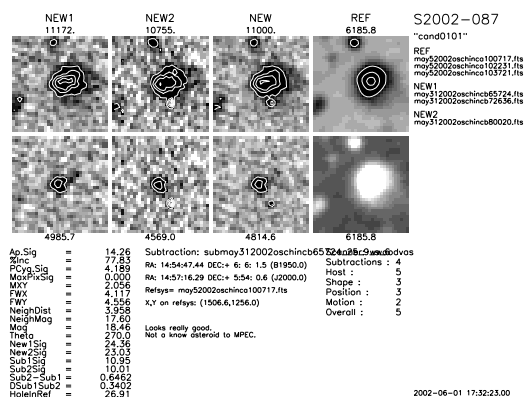 NEW1 NEW2 NEW REF S2002-087
11172. 10755. 11000. 6185.8
"cand0101"
REF
may52002oschinca100717.fts
may52002oschinca102231.fts
may52002oschinca103721.fts
NEW1
may312002oschincb65724.fts
may312002oschincb72636.fts
NEW2
may312002oschincb80020.fts
4985.7 4569.0 4814.6 6185.8
Ap.Sig = 14.26
%Inc = 77.83
PCyg.Sig = 4.189
MaxPixSig = 0.000
MXY = 2.056
FWX = 4.117
FWY = 4.556
NeighDist = 3.958
NeighMag = 17.60
Mag = 18.46
Theta = 270.0
New1Sig = 24.36
New2Sig = 23.03
Sub1Sig = 10.95
Sub2Sig = 10.01
Sub2-Sub1 = 0.6462
DSub1Sub2 = 0.3402
HoleInRef = 26.91
Subtraction: submay312002oschincb65724
RA: 14:54:47.44 DEC:+ 6: 6: 1.5 (B1950.0)
RA: 14:57:16.29 DEC:+ 5:54: 0.6 (J2000.0)
Refsys= may52002oschinca100717.fts
X,Y on refsys: (1506.6,1256.0)
Looks really good.
Not a know asteroid to MPEC.
Subtractions : 4
Host : 5
Shape : 3
Position : 3
Motion : 2
Overall : 5
2002-06-01 17:32:23.00